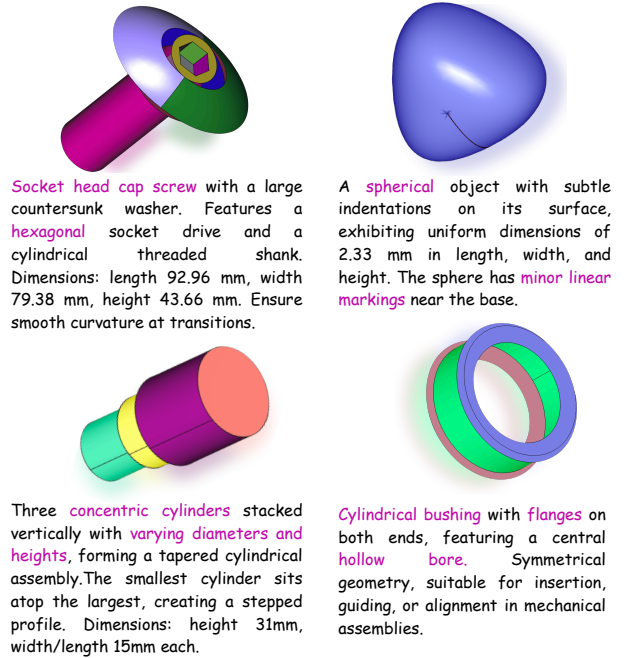 Socket head cap screw with a large
countersunk washer. Features a
hexagonal socket drive and a
cylindrical threaded shank.
Dimensions: length 92.96 mm, width
79.38 mm, height 43.66 mm. Ensure
smooth curvature at transitions.
A spherical object with subtle
indentations on its surface,
exhibiting uniform dimensions of
2.33 mm in length, width, and
height. The sphere has minor linear
markings near the base.
Three concentric cylinders stacked
vertically with varying diameters and
heights, forming a tapered cylindrical
assembly.The smallest cylinder sits
atop the largest, creating a stepped
profile. Dimensions: height 31mm,
width/length 15mm each.
Cylindrical bushing with flanges on
both ends, featuring a central
hollow bore. Symmetrical
geometry, suitable for insertion,
guiding, or alignment in mechanical
assemblies.